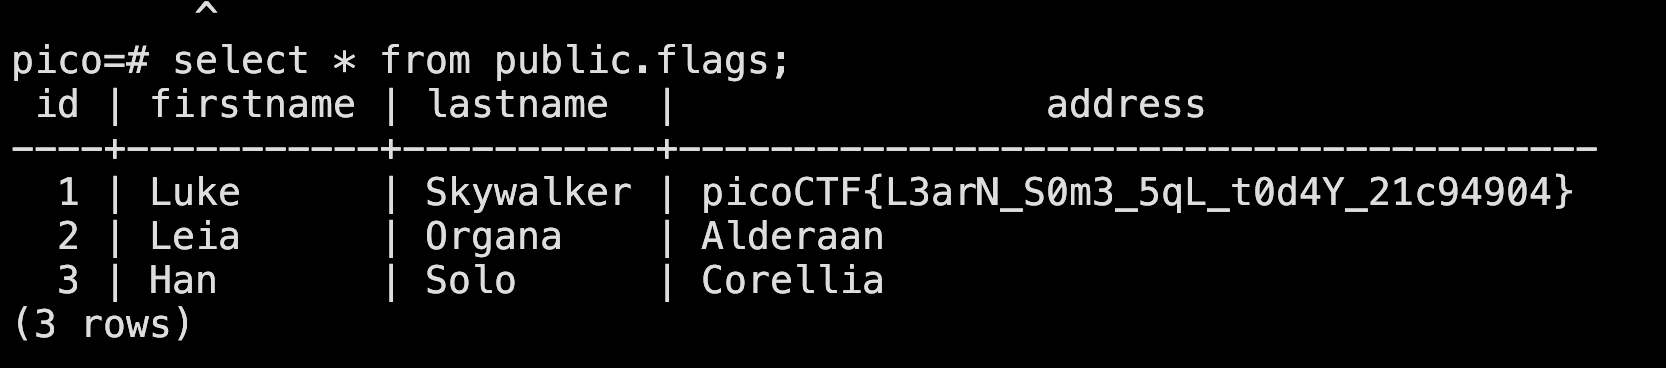 ^
pico=# select * from public.flags;
 id | firstname | lastname  |                address
----+-----------+-----------+----------------------------------------
  1 | Luke      | Skywalker | picoCTF{L3arN_S0m3_5qL_t0d4Y_21c94904}
  2 | Leia      | Organa    | Alderaan
  3 | Han       | Solo      | Corellia
(3 rows)